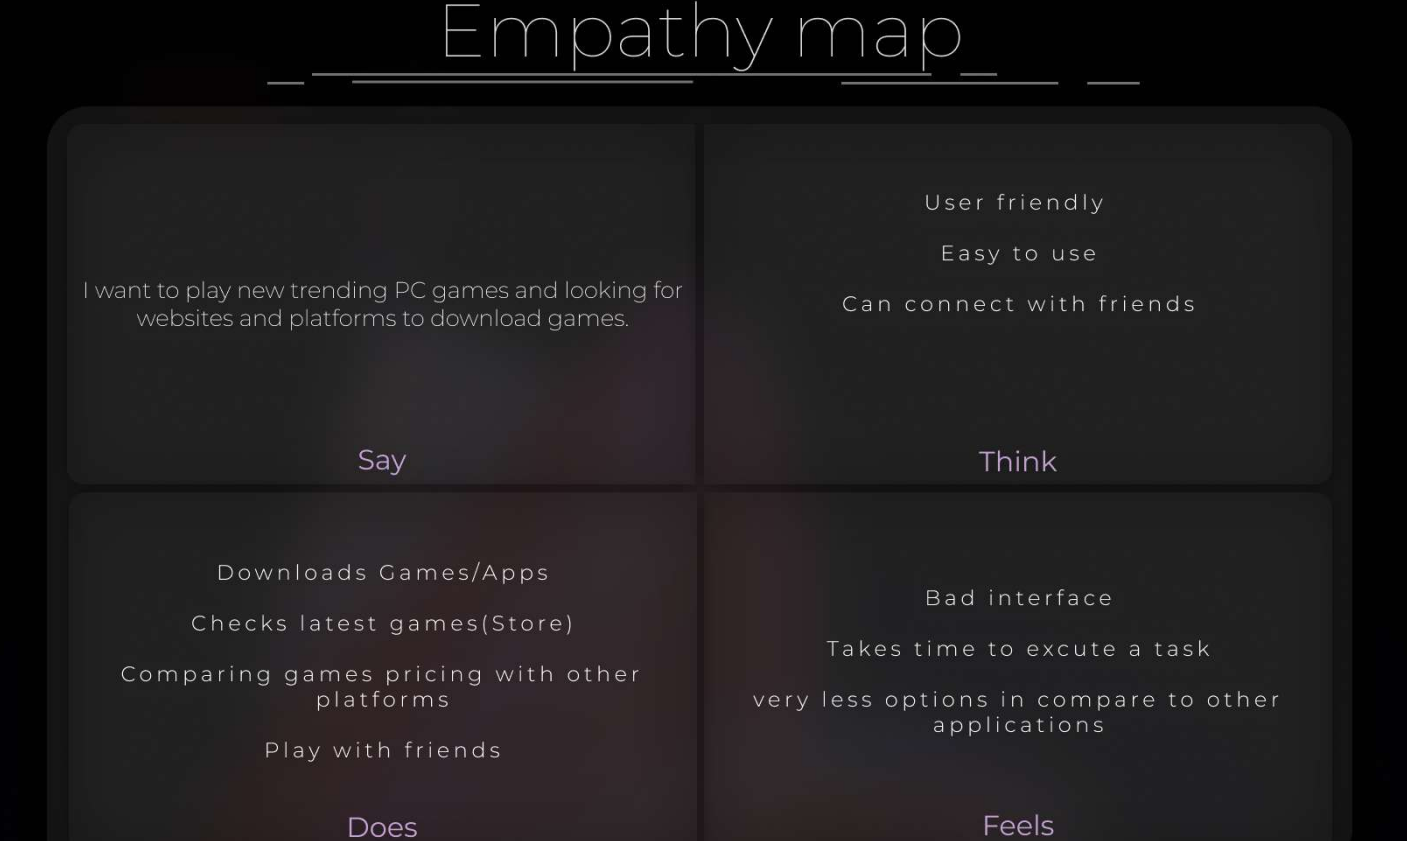 Empathy map
I want to play new trending PC games and looking for
websites and platforms to download games.
Say
User friendly
Easy to use
Can connect with friends
Think
Downloads Games/Apps
Checks latest games(Store)
Comparing games pricing with other
platforms
Play with friends
Does
Bad interface
Takes time to excute a task
very less options in compare to other
applications
Feels